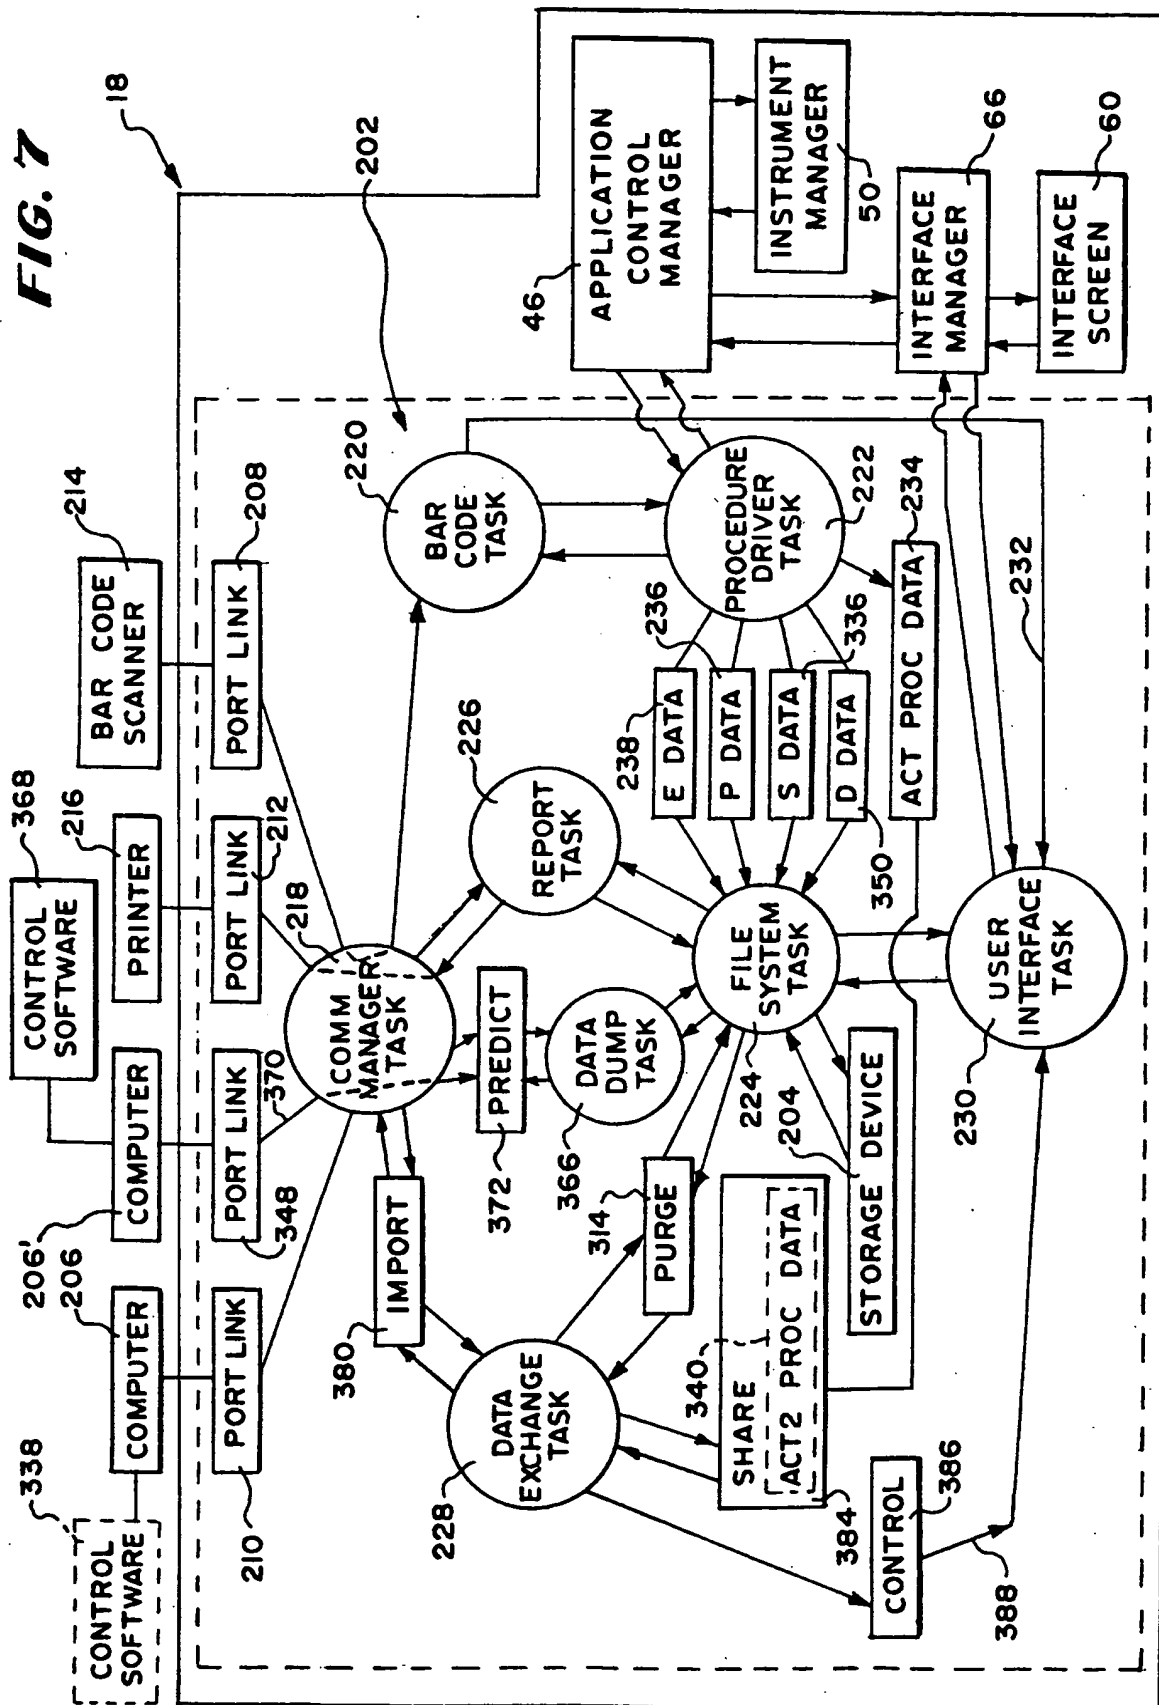 FIG. 7
18
338
CONTROL
SOFTWARE
206
COMPUTER
206'
COMPUTER
368
CONTROL
SOFTWARE
216
PRINTER
214
BAR CODE
SCANNER
210
PORT LINK
348
PORT LINK
370
212
PORT LINK
208
PORT LINK
202
218
COMM
MANAGER
TASK
220
BAR
CODE
TASK
46
APPLICATION
CONTROL
MANAGER
380
IMPORT
372
PREDICT
226
REPORT
TASK
228
DATA
EXCHANGE
TASK
366
DATA
DUMP
TASK
314
PURGE
224
FILE
SYSTEM
TASK
238
E DATA
236
P DATA
336
S DATA
350
D DATA
222
PROCEDURE
DRIVER
TASK
234
ACT PROC DATA
50
INSTRUMENT
MANAGER
66
INTERFACE
MANAGER
60
INTERFACE
SCREEN
384
SHARE
340
ACT2 PROC DATA
204
STORAGE DEVICE
386
CONTROL
388
230
USER
INTERFACE
TASK
232